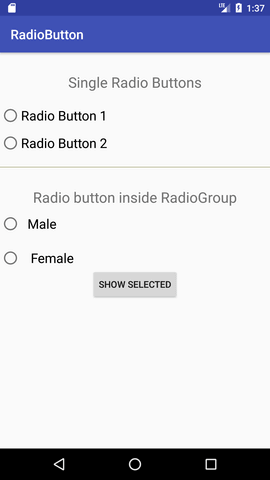 LTE 1:37
RadioButton
Single Radio Buttons
Radio Button 1
Radio Button 2
Radio button inside RadioGroup
Male
Female
SHOW SELECTED